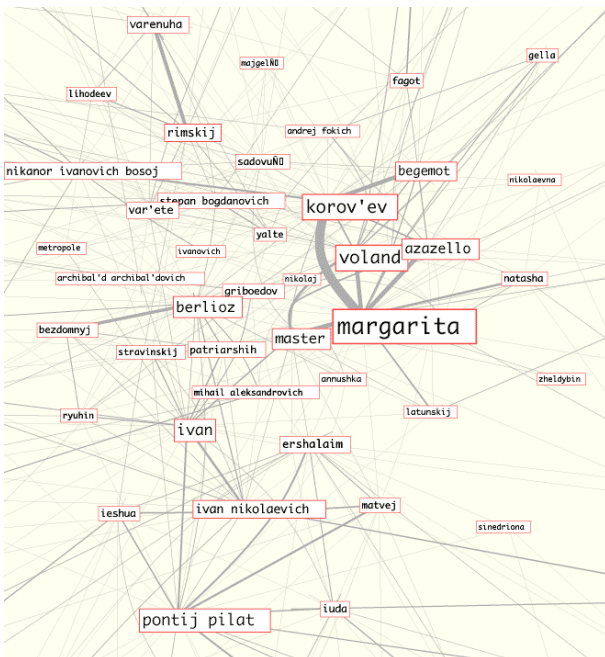 varenuha
majgelÑ
gella
fagot
lihodeev
rimskij
andrej fokich
sadovuÑ
nikanor ivanovich bosoj
begemot
nikolaevna
stepan bogdanovich
korov'ev
var'ete
yalte
metropole
ivanovich
voland
azazello
archibal'd archibal'dovich
nikolaj
natasha
griboedov
berlioz
bezdomnyj
margarita
master
stravinskij
patriarshih
annushka
zheldybin
mihail aleksandrovich
latunskij
ryuhin
ivan
ershalaim
ieshua
ivan nikolaevich
matvej
sinedriona
iuda
pontij pilat